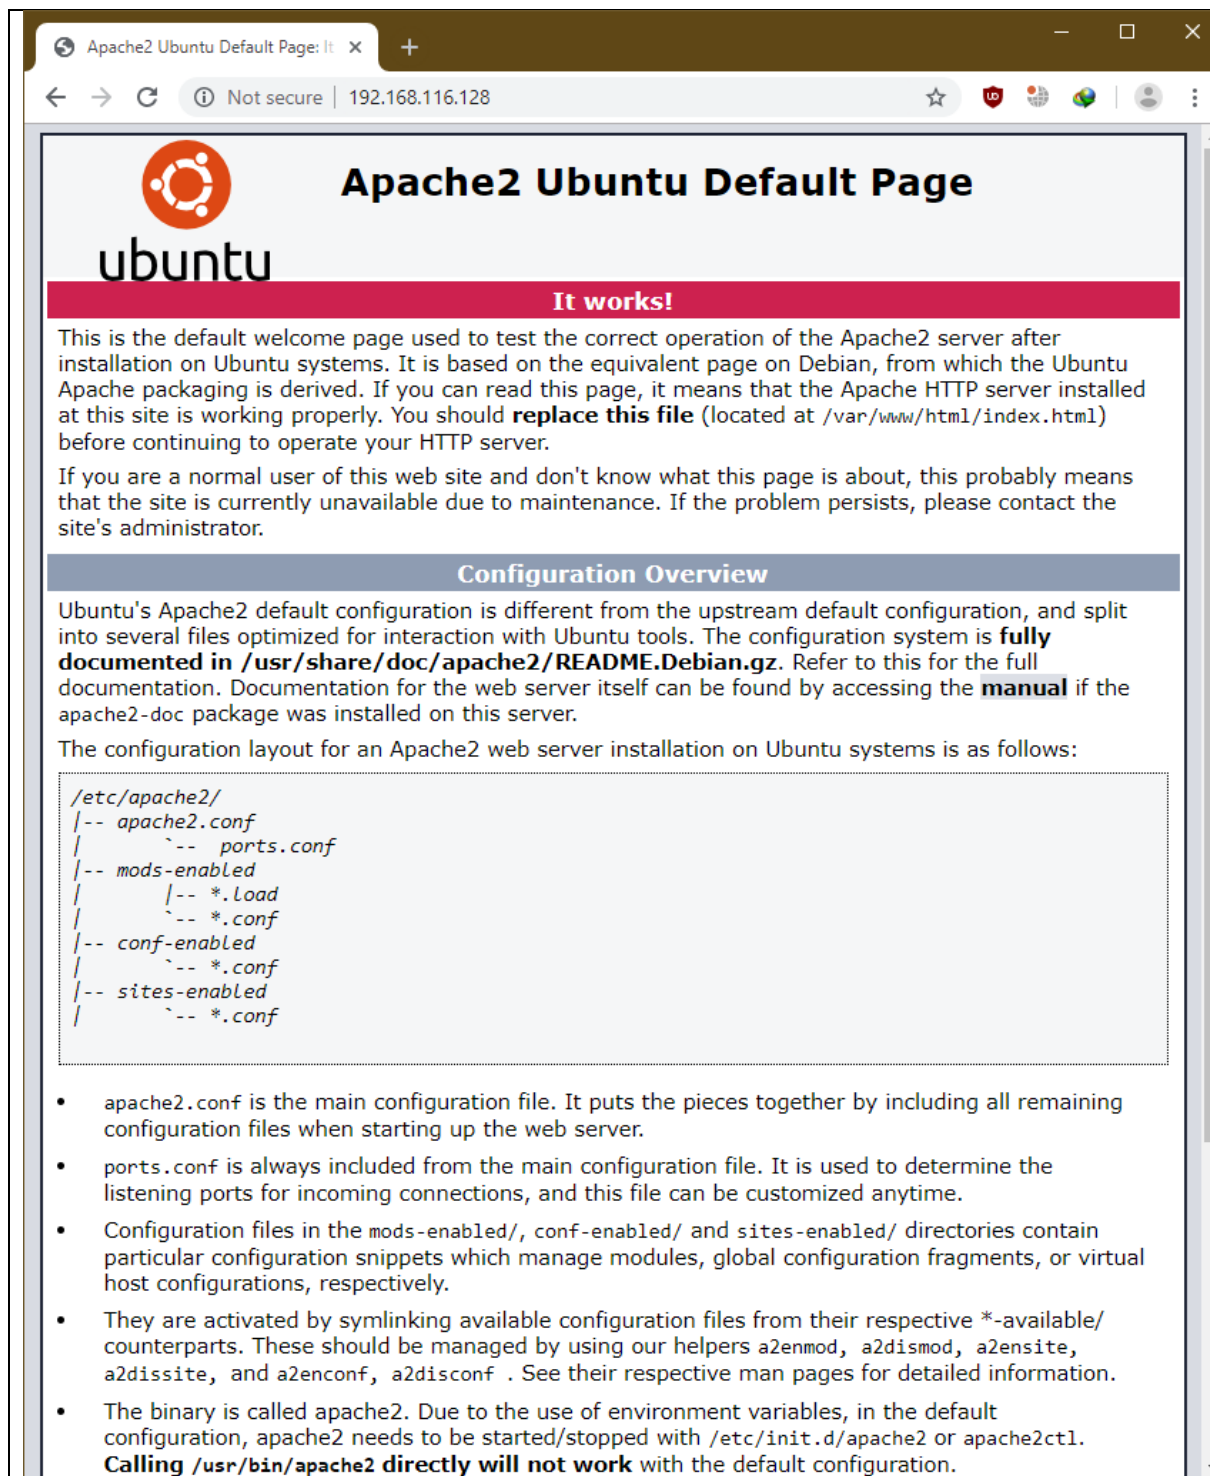 Apache2 Ubuntu Default Page: It
Not secure | 192.168.116.128
ubuntu
Apache2 Ubuntu Default Page
It works!
This is the default welcome page used to test the correct operation of the Apache2 server after
installation on Ubuntu systems. It is based on the equivalent page on Debian, from which the Ubuntu
Apache packaging is derived. If you can read this page, it means that the Apache HTTP server installed
at this site is working properly. You should replace this file (located at /var/www/html/index.html)
before continuing to operate your HTTP server.
If you are a normal user of this web site and don't know what this page is about, this probably means
that the site is currently unavailable due to maintenance. If the problem persists, please contact the
site's administrator.
Configuration Overview
Ubuntu's Apache2 default configuration is different from the upstream default configuration, and split
into several files optimized for interaction with Ubuntu tools. The configuration system is fully
documented in /usr/share/doc/apache2/README.Debian.gz. Refer to this for the full
documentation. Documentation for the web server itself can be found by accessing the manual if the
apache2-doc package was installed on this server.
The configuration layout for an Apache2 web server installation on Ubuntu systems is as follows:
/etc/apache2/
|-- apache2.conf
|       `--  ports.conf
|-- mods-enabled
|       |-- *.load
|       `-- *.conf
|-- conf-enabled
|       `-- *.conf
|-- sites-enabled
|       `-- *.conf
• apache2.conf is the main configuration file. It puts the pieces together by including all remaining
configuration files when starting up the web server.
• ports.conf is always included from the main configuration file. It is used to determine the
listening ports for incoming connections, and this file can be customized anytime.
• Configuration files in the mods-enabled/, conf-enabled/ and sites-enabled/ directories contain
particular configuration snippets which manage modules, global configuration fragments, or virtual
host configurations, respectively.
• They are activated by symlinking available configuration files from their respective *-available/
counterparts. These should be managed by using our helpers a2enmod, a2dismod, a2ensite,
a2dissite, and a2enconf, a2disconf . See their respective man pages for detailed information.
• The binary is called apache2. Due to the use of environment variables, in the default
configuration, apache2 needs to be started/stopped with /etc/init.d/apache2 or apache2ctl.
Calling /usr/bin/apache2 directly will not work with the default configuration.